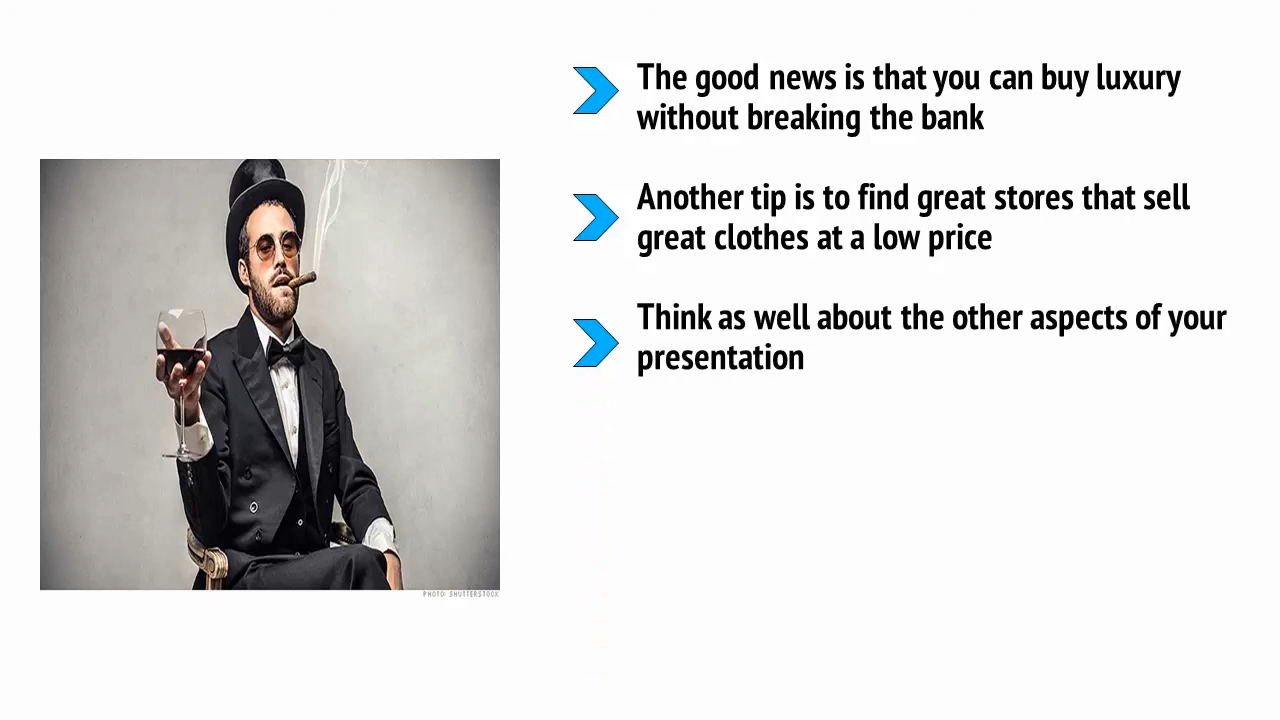 The good news is that you can buy luxury
without breaking the bank
Another tip is to find great stores that sell
great clothes at a low price
Think as well about the other aspects of your
presentation
PHOTO: SHUTTERSTOCK